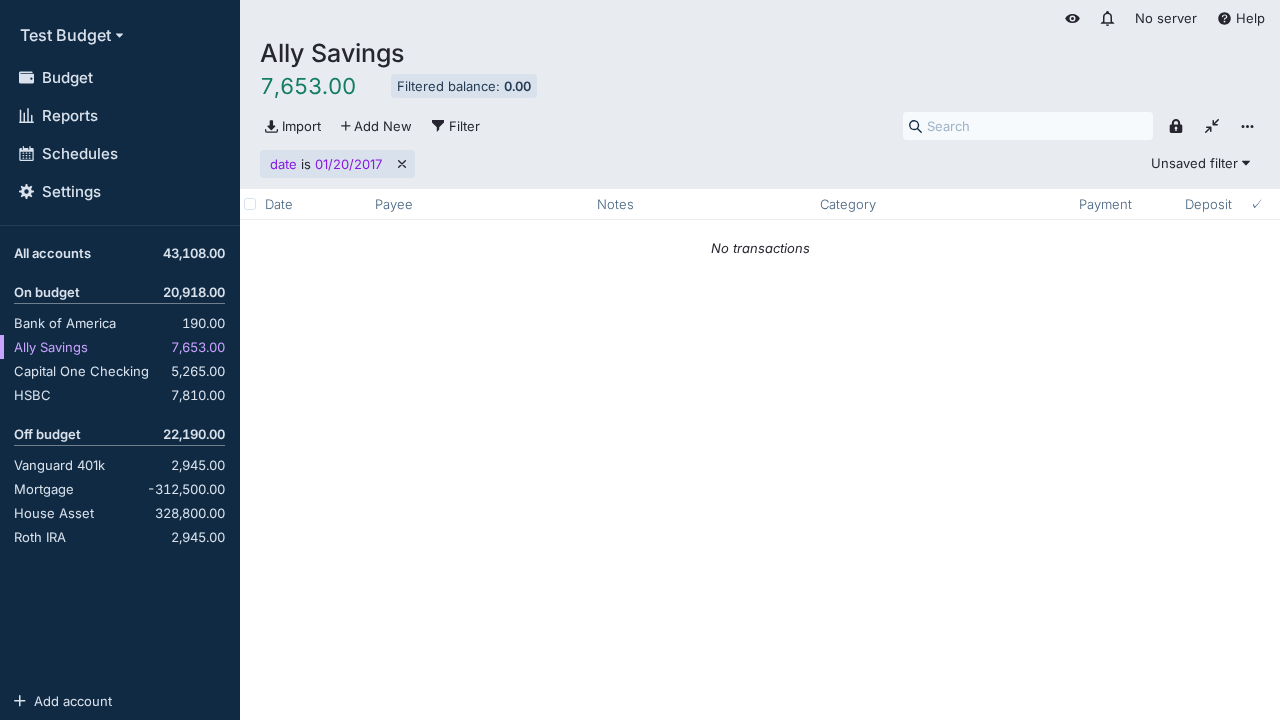 Test Budget
Budget
Reports
Schedules
Settings
All accounts 43,108.00
On budget 20,918.00
Bank of America 190.00
Ally Savings 7,653.00
Capital One Checking 5,265.00
HSBC 7,810.00
Off budget 22,190.00
Vanguard 401k 2,945.00
Mortgage -312,500.00
House Asset 328,800.00
Roth IRA 2,945.00
Add account
No server Help
Ally Savings
7,653.00 Filtered balance: 0.00
Import Add New Filter Search
date is 01/20/2017 Unsaved filter
Date Payee Notes Category Payment Deposit
No transactions